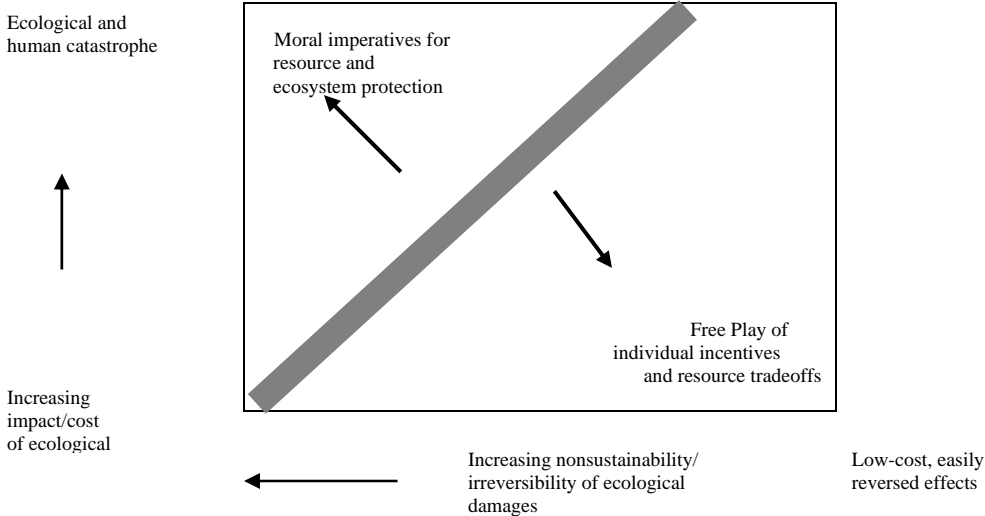 Ecological and
human catastrophe
Moral imperatives for
resource and
ecosystem protection
Free Play of
individual incentives
and resource tradeoffs
Increasing
impact/cost
of ecological
Increasing nonsustainability/
irreversibility of ecological
damages
Low-cost, easily
reversed effects